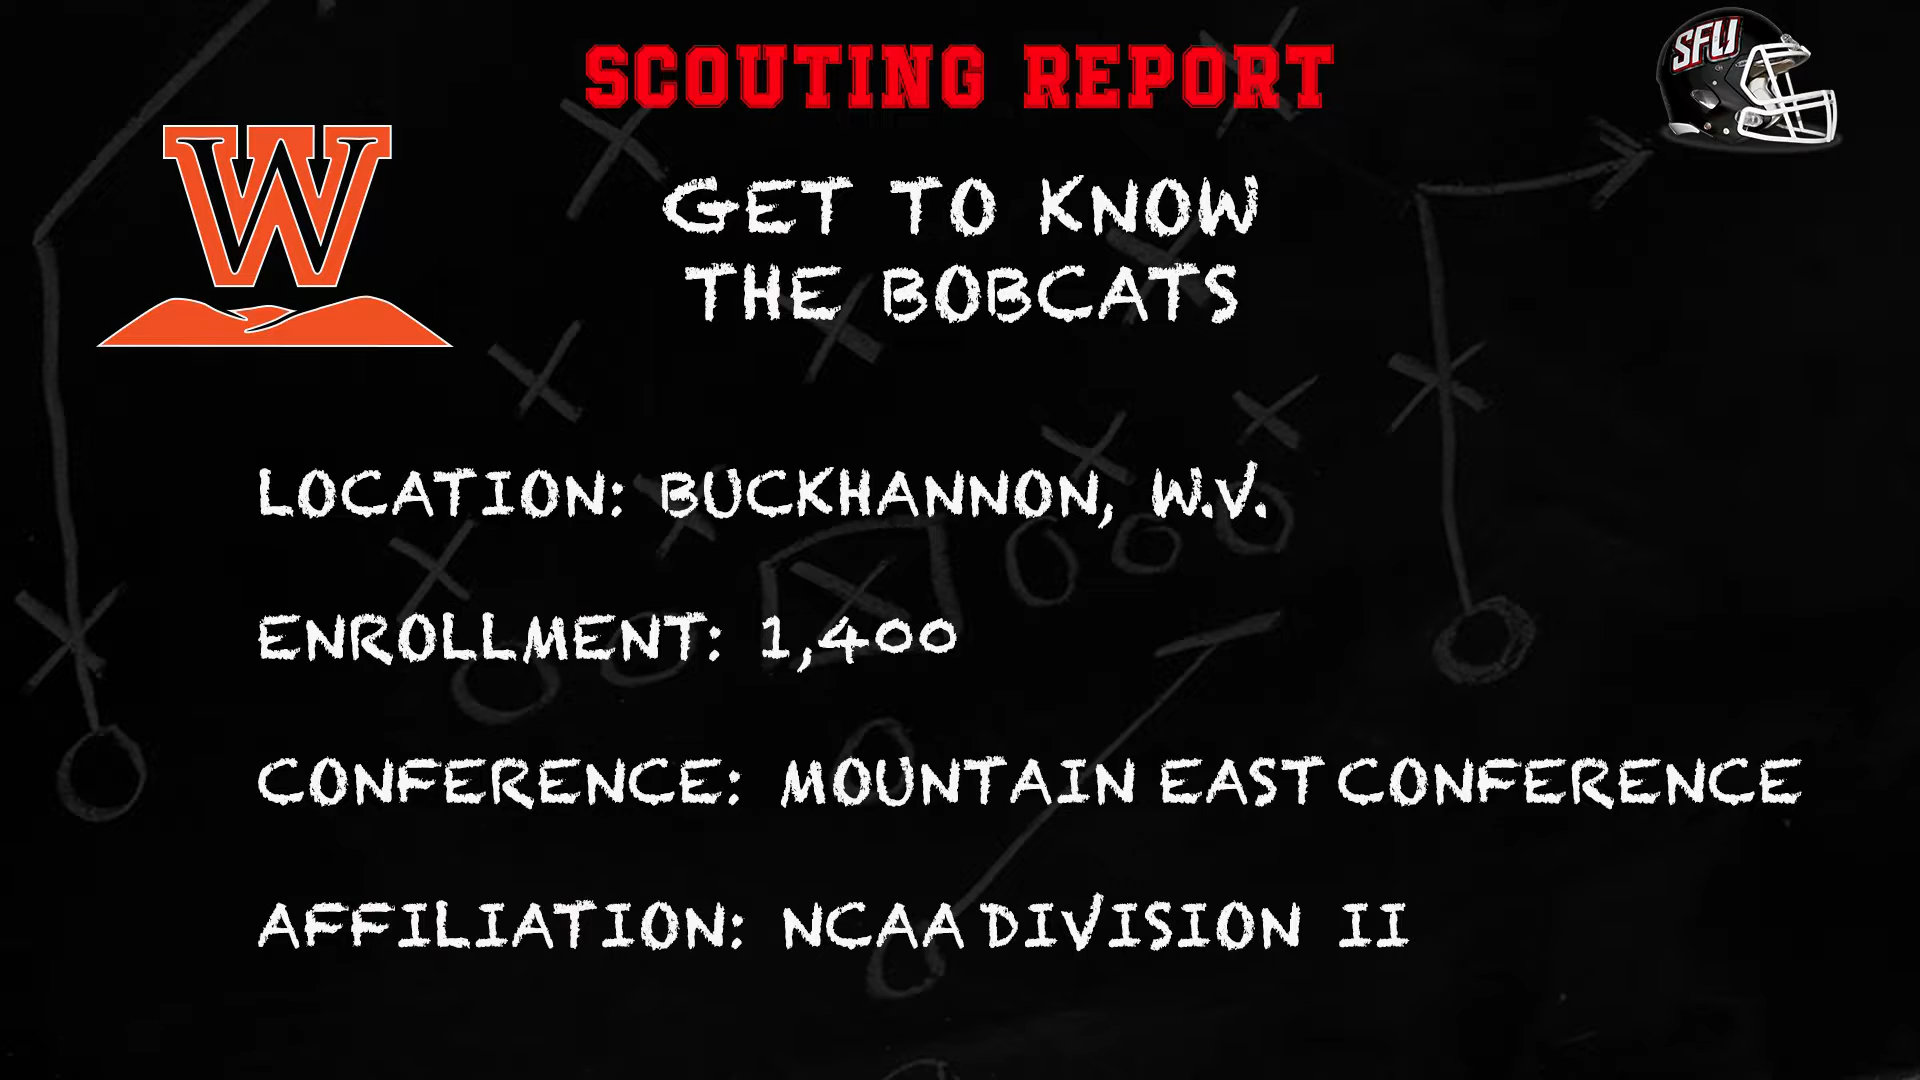 SCOUTING REPORT
SFU
W
GET TO KNOW
THE BOBCATS
LOCATION: BUCKHANNON, W.V.
ENROLLMENT: 1,400
CONFERENCE: MOUNTAIN EAST CONFERENCE
AFFILIATION: NCAA DIVISION II